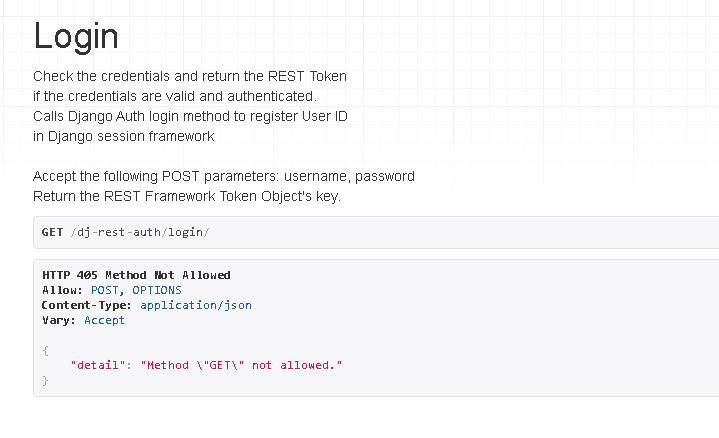 Login
Check the credentials and return the REST Token
if the credentials are valid and authenticated.
Calls Django Auth login method to register User ID
in Django session framework
Accept the following POST parameters: username, password
Return the REST Framework Token Object's key.
GET /dj-rest-auth/login/
HTTP 405 Method Not Allowed
Allow: POST, OPTIONS
Content-Type: application/json
Vary: Accept
{
"detail": "Method \"GET\" not allowed."
}